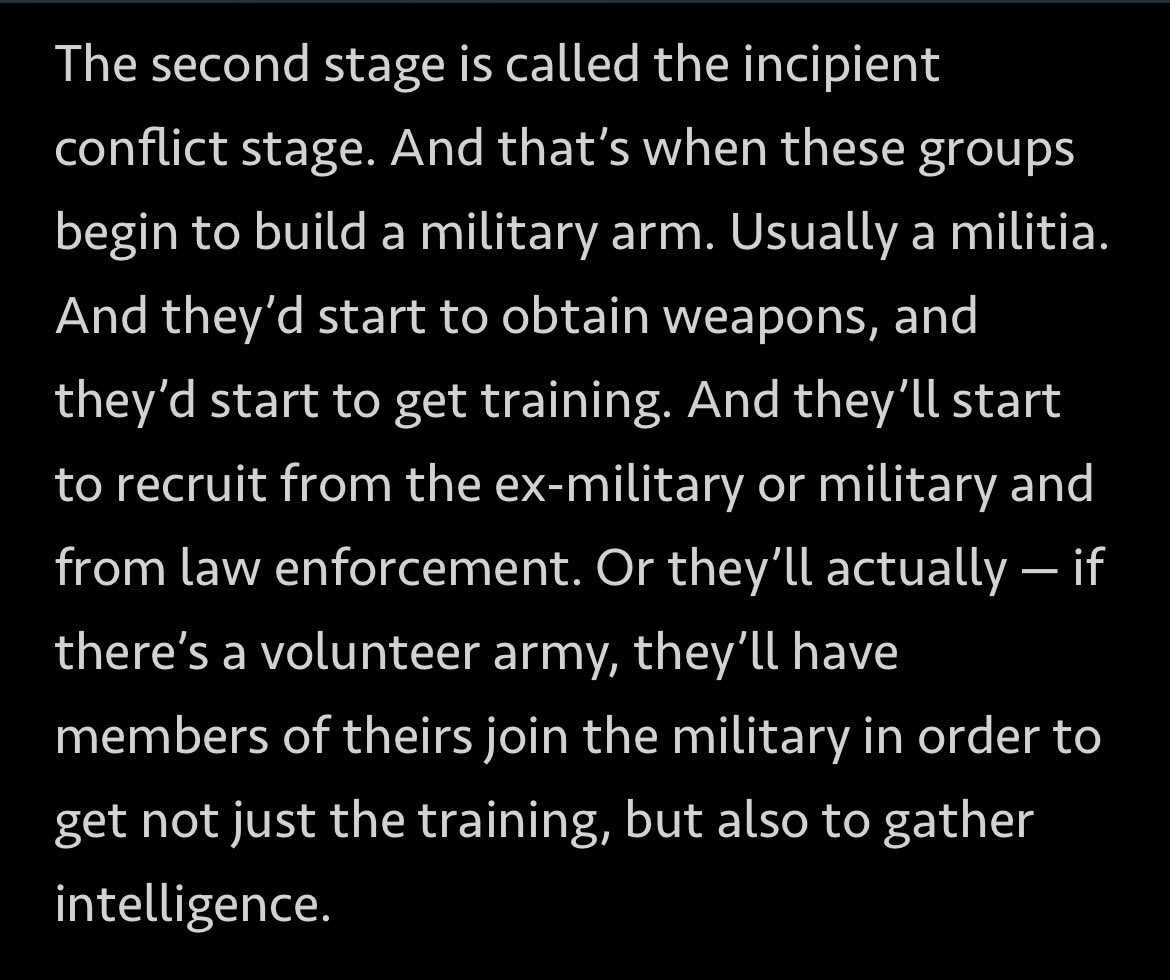 The second stage is called the incipient
conflict stage. And that’s when these groups
begin to build a military arm. Usually a militia.
And they’d start to obtain weapons, and
they’d start to get training. And they’ll start
to recruit from the ex-military or military and
from law enforcement. Or they’ll actually — if
there’s a volunteer army, they’ll have
members of theirs join the military in order to
get not just the training, but also to gather
intelligence.